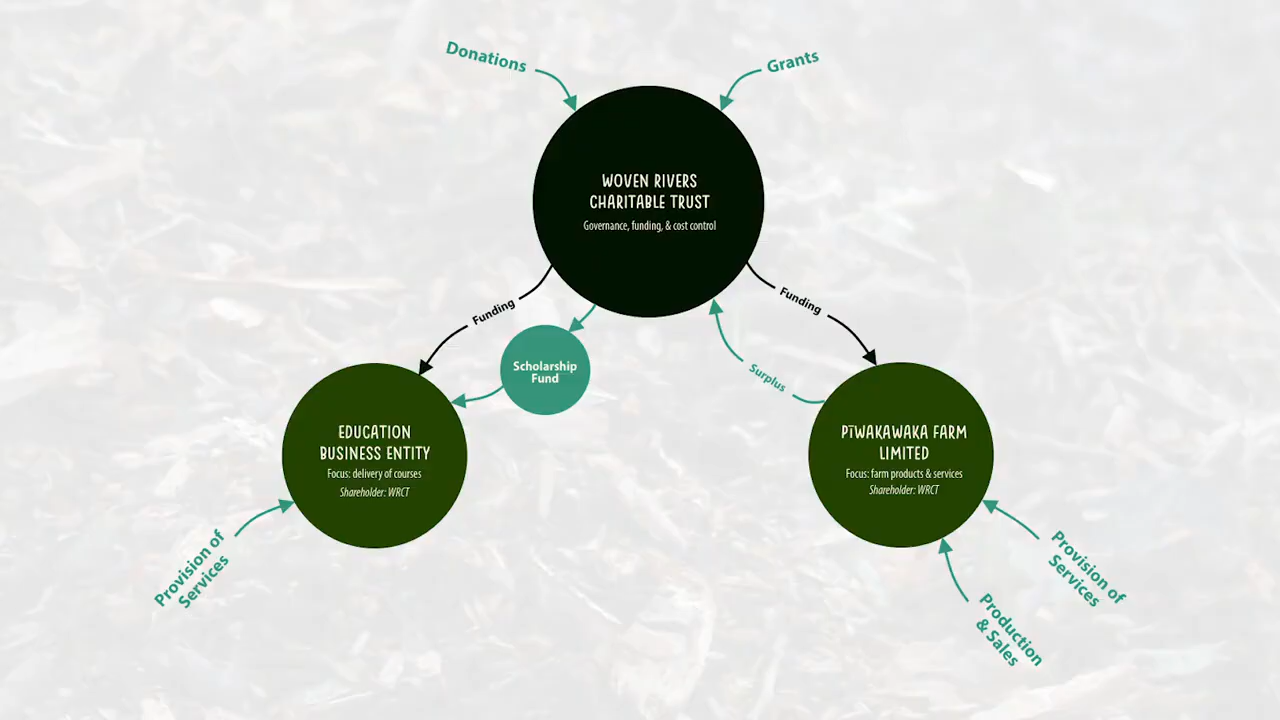 Donations
Grants
WOVEN RIVERS
CHARITABLE TRUST
Governance, funding, & cost control
Funding
Funding
Scholarship
Fund
Surplus
EDUCATION
BUSINESS ENTITY
Focus: delivery of courses
Shareholder: WRCT
PĪWAKAWAKA FARM
LIMITED
Focus: farm products & services
Shareholder: WRCT
Provision of
Services
Provision of
Services
Production
& Sales